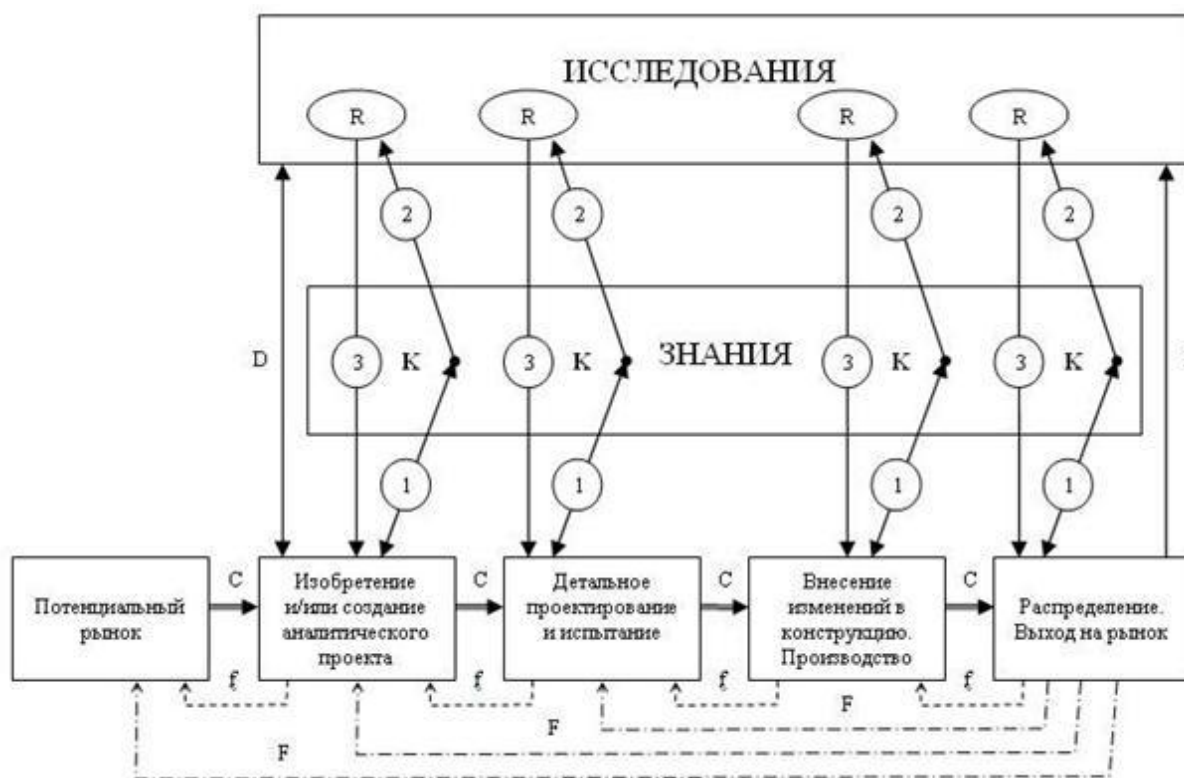 ИССЛЕДОВАНИЯ
R R R R
2 2 2 2
D 3 K 3 K ЗНАНИЯ 3 K 3 K
1 1 1 1
C C C C
Потенциальный
рынок
Изобретение
и/или создание
аналитического
проекта
Детальное
проектирование
и испытание
Внесение
изменений в
конструкцию.
Производство
Распределение.
Выход на рынок
f f f f
F F F